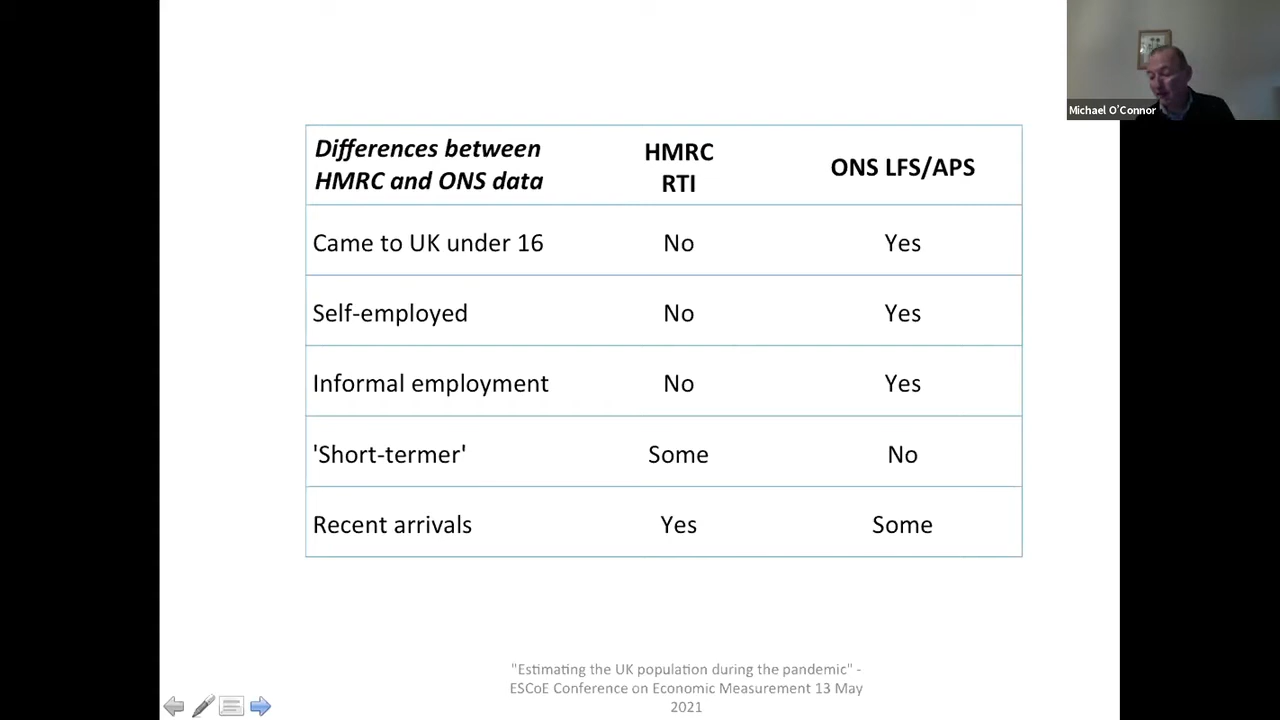 Michael O'Connor
Differences between
HMRC and ONS data
HMRC
RTI
ONS LFS/APS
Came to UK under 16
No
Yes
Self-employed
No
Yes
Informal employment
No
Yes
'Short-termer'
Some
No
Recent arrivals
Yes
Some
"Estimating the UK population during the pandemic" -
ESCoE Conference on Economic Measurement 13 May
2021